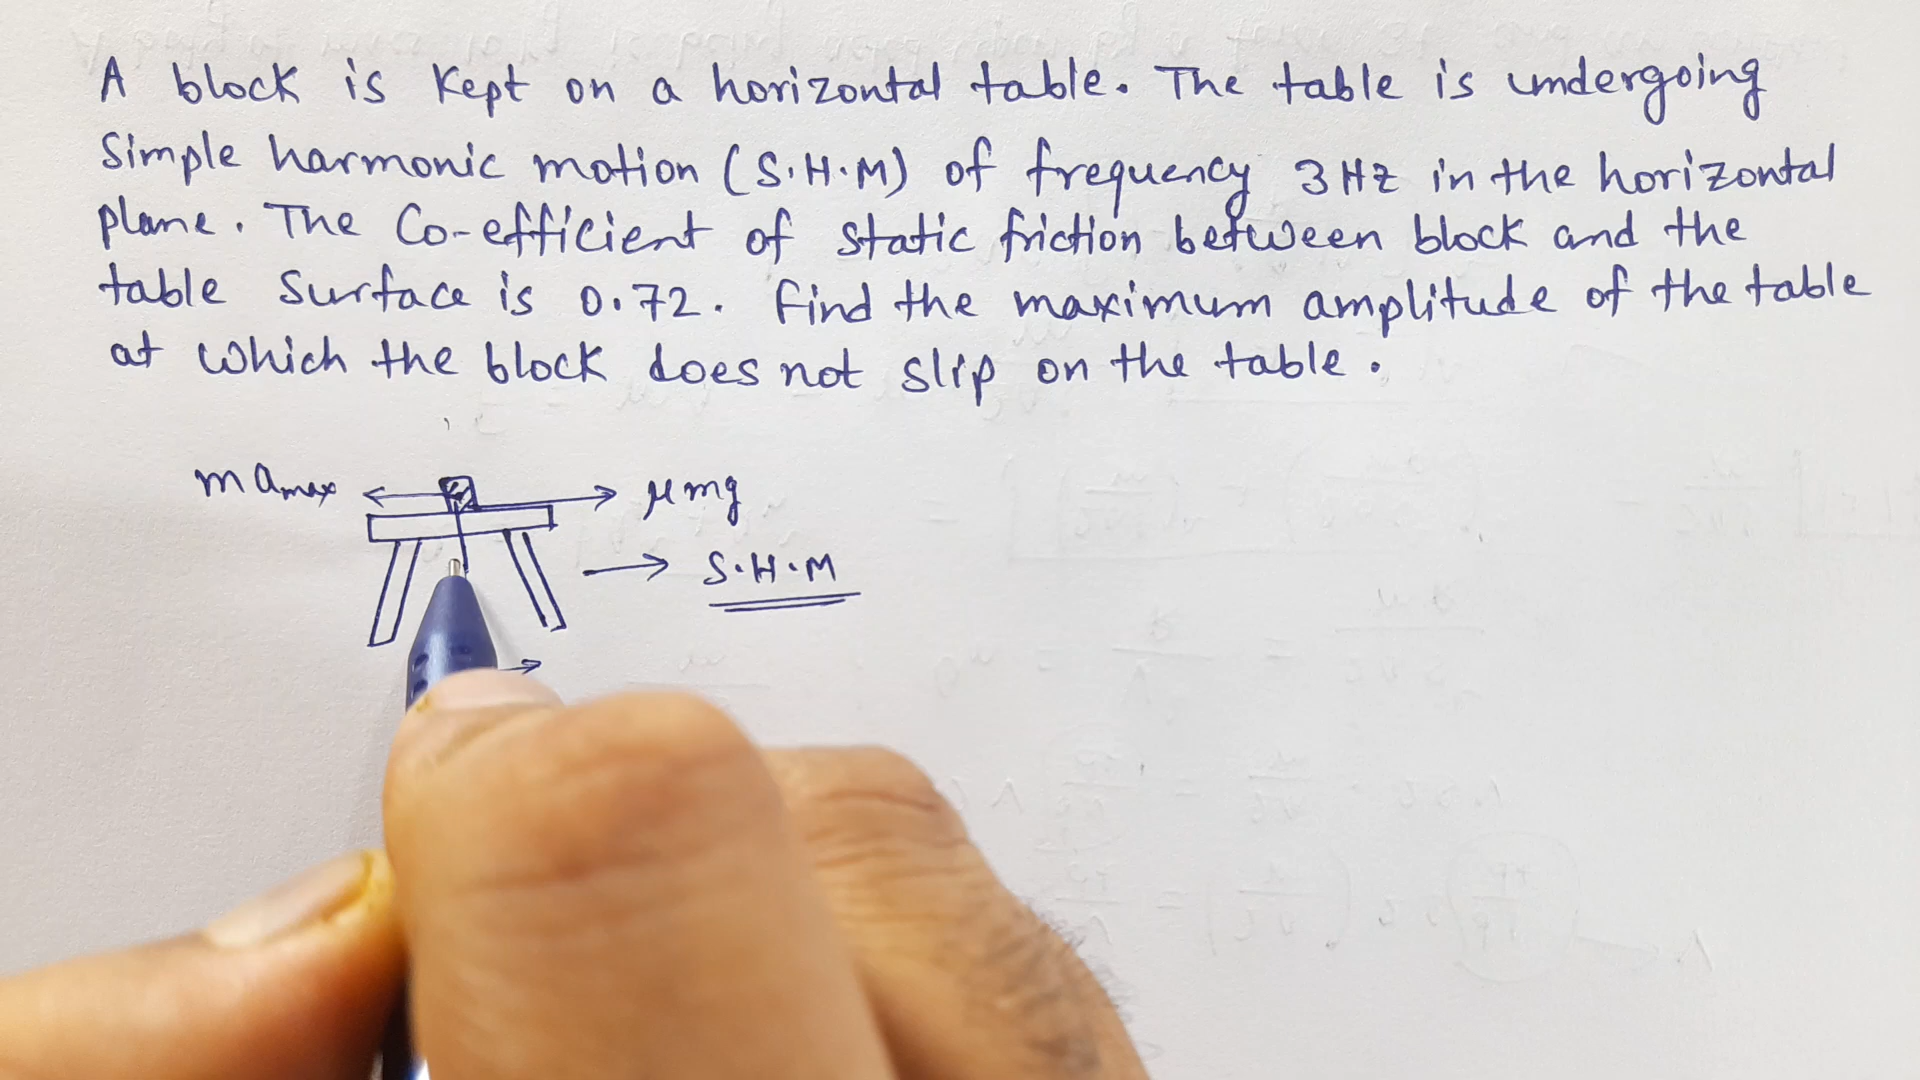 A block is kept on a horizontal table. The table is undergoing
Simple harmonic motion (S.H.M) of frequency 3 Hz in the horizontal
plane. The Co-efficient of static friction between block and the
table Surface is 0.72. Find the maximum amplitude of the table
at which the block does not slip on the table.
m a max
μ mg
S.H.M